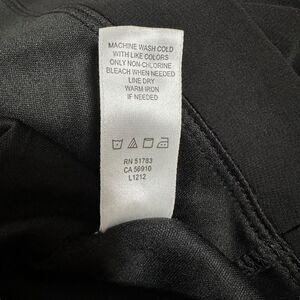 MACHINE WASH COLD
WITH LIKE COLORS
ONLY NON-CHLORINE
BLEACH WHEN NEEDED
LINE DRY
WARM IRON
IF NEEDED
RN 51783
CA 56910
L1212